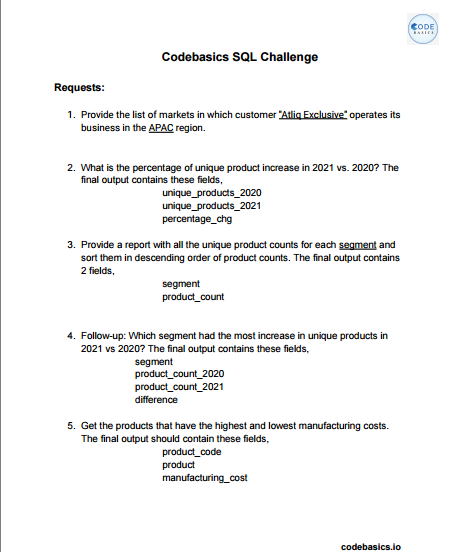 CODE
BASICS
Codebasics SQL Challenge
Requests:
1. Provide the list of markets in which customer "Atliq Exclusive" operates its
business in the APAC region.
2. What is the percentage of unique product increase in 2021 vs. 2020? The
final output contains these fields,
unique_products_2020
unique_products_2021
percentage_chg
3. Provide a report with all the unique product counts for each segment and
sort them in descending order of product counts. The final output contains
2 fields,
segment
product_count
4. Follow-up: Which segment had the most increase in unique products in
2021 vs 2020? The final output contains these fields,
segment
product_count_2020
product_count_2021
difference
5. Get the products that have the highest and lowest manufacturing costs.
The final output should contain these fields,
product_code
product
manufacturing_cost
codebasics.io